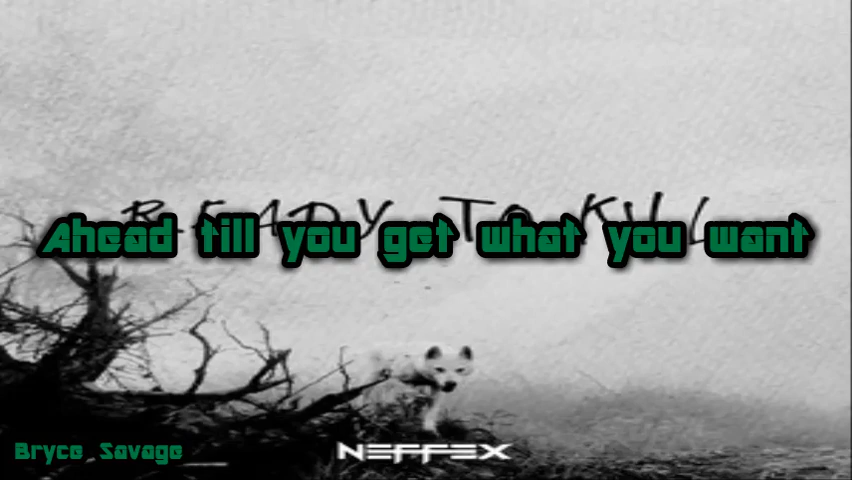 READY TO KILL
Ahead till you get what you want
Bryce Savage
NEFFEX